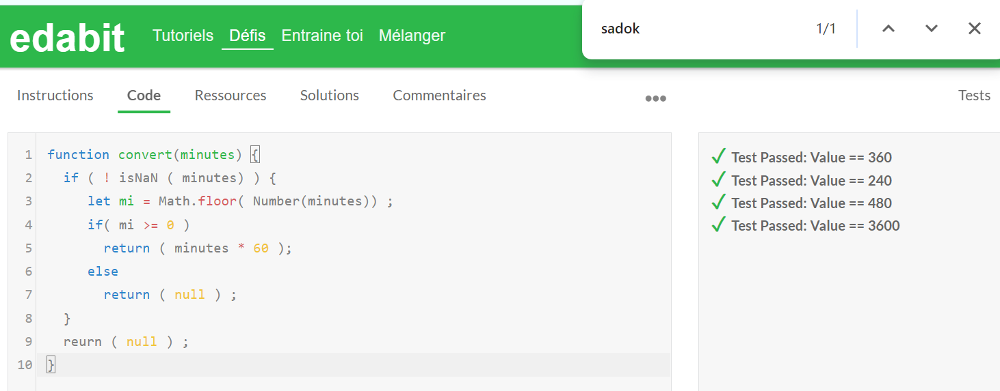 edabit Tutoriels Défis Entraine toi Mélanger
sadok 1/1
Instructions Code Ressources Solutions Commentaires ••• Tests
1 function convert(minutes) {
2 if ( ! isNaN ( minutes) ) {
3 let mi = Math.floor( Number(minutes)) ;
4 if( mi >= 0 )
5 return ( minutes * 60 );
6 else
7 return ( null ) ;
8 }
9 reurn ( null ) ;
10 }
✓ Test Passed: Value == 360
✓ Test Passed: Value == 240
✓ Test Passed: Value == 480
✓ Test Passed: Value == 3600